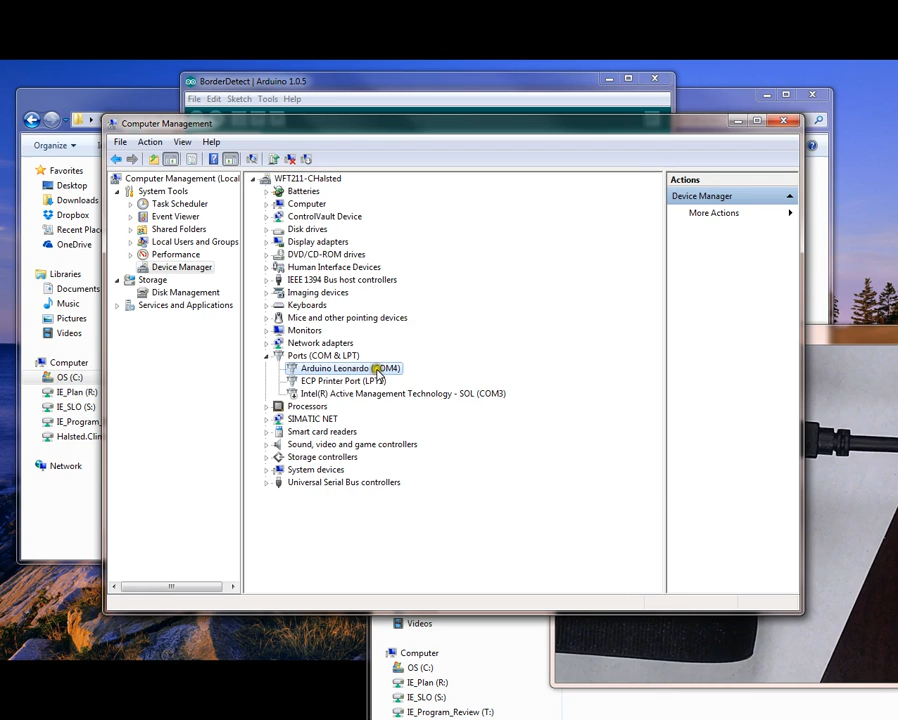 BorderDetect | Arduino 1.0.5
File Edit Sketch Tools Help
Computer Management
File Action View Help
Organize
Favorites
Desktop
Downloads
Dropbox
Recent
OneDrive
Libraries
Documents
Music
Pictures
Videos
Computer
OS (C:)
IE_Plan (R:)
IE_SLO (S:)
IE_Program_
Network
Computer Management (Local
System Tools
Task Scheduler
Event Viewer
Shared Folders
Local Users and Groups
Performance
Device Manager
Storage
Disk Management
Services and Applications
WFT211-CHalsted
Batteries
Computer
ControlVault Device
Disk drives
Display adapters
DVD/CD-ROM drives
Human Interface Devices
IEEE 1394 Bus host controllers
Imaging devices
Keyboards
Mice and other pointing devices
Monitors
Network adapters
Ports (COM & LPT)
Arduino Leonardo (COM4)
ECP Printer Port
Intel(R) Active Management Technology - SOL (COM3)
Processors
SIMATIC NET
Smart card readers
Sound, video and game controllers
Storage controllers
System devices
Universal Serial Bus controllers
Actions
Device Manager
More Actions
Videos
Computer
OS (C:)
IE_Plan (R:)
IE_SLO (S:)
IE_Program_Review (T:)